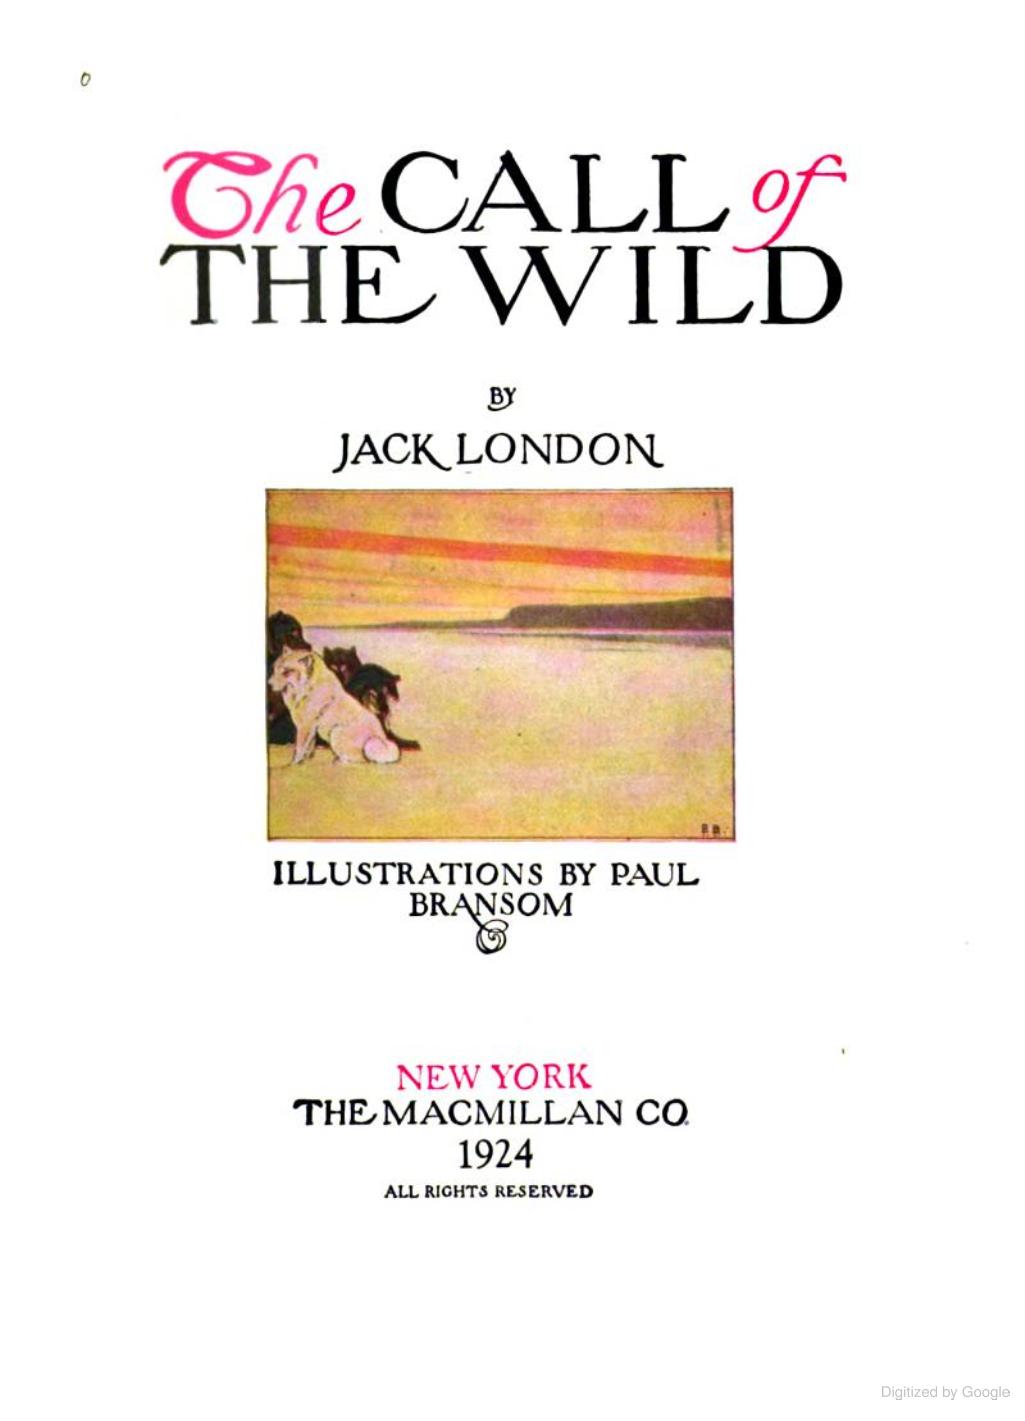 The CALL of
THE WILD
BY
JACK LONDON
P.B.
ILLUSTRATIONS BY PAUL
BRANSOM
NEW YORK
THE MACMILLAN CO.
1924
ALL RIGHTS RESERVED
Digitized by Google